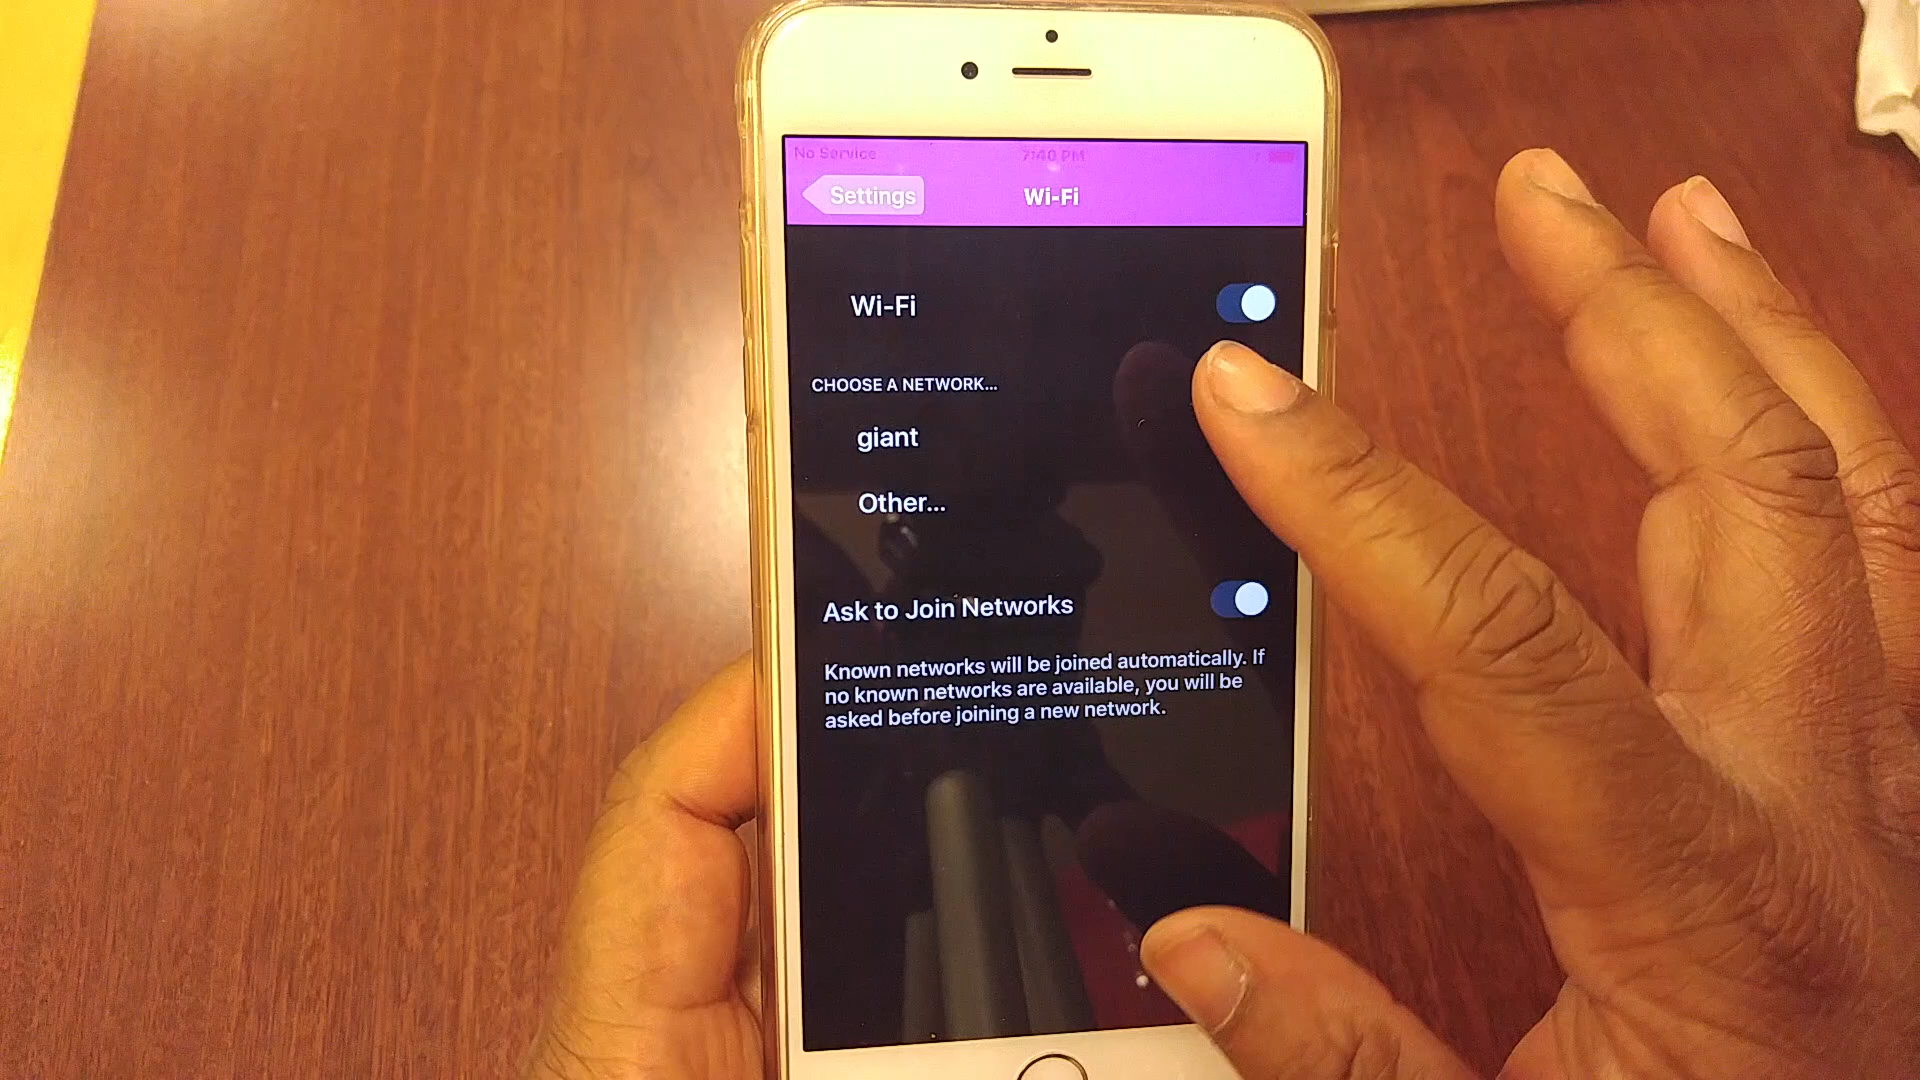 No Service 7:40 PM
Settings Wi-Fi
Wi-Fi
CHOOSE A NETWORK...
giant
Other...
Ask to Join Networks
Known networks will be joined automatically. If
no known networks are available, you will be
asked before joining a new network.